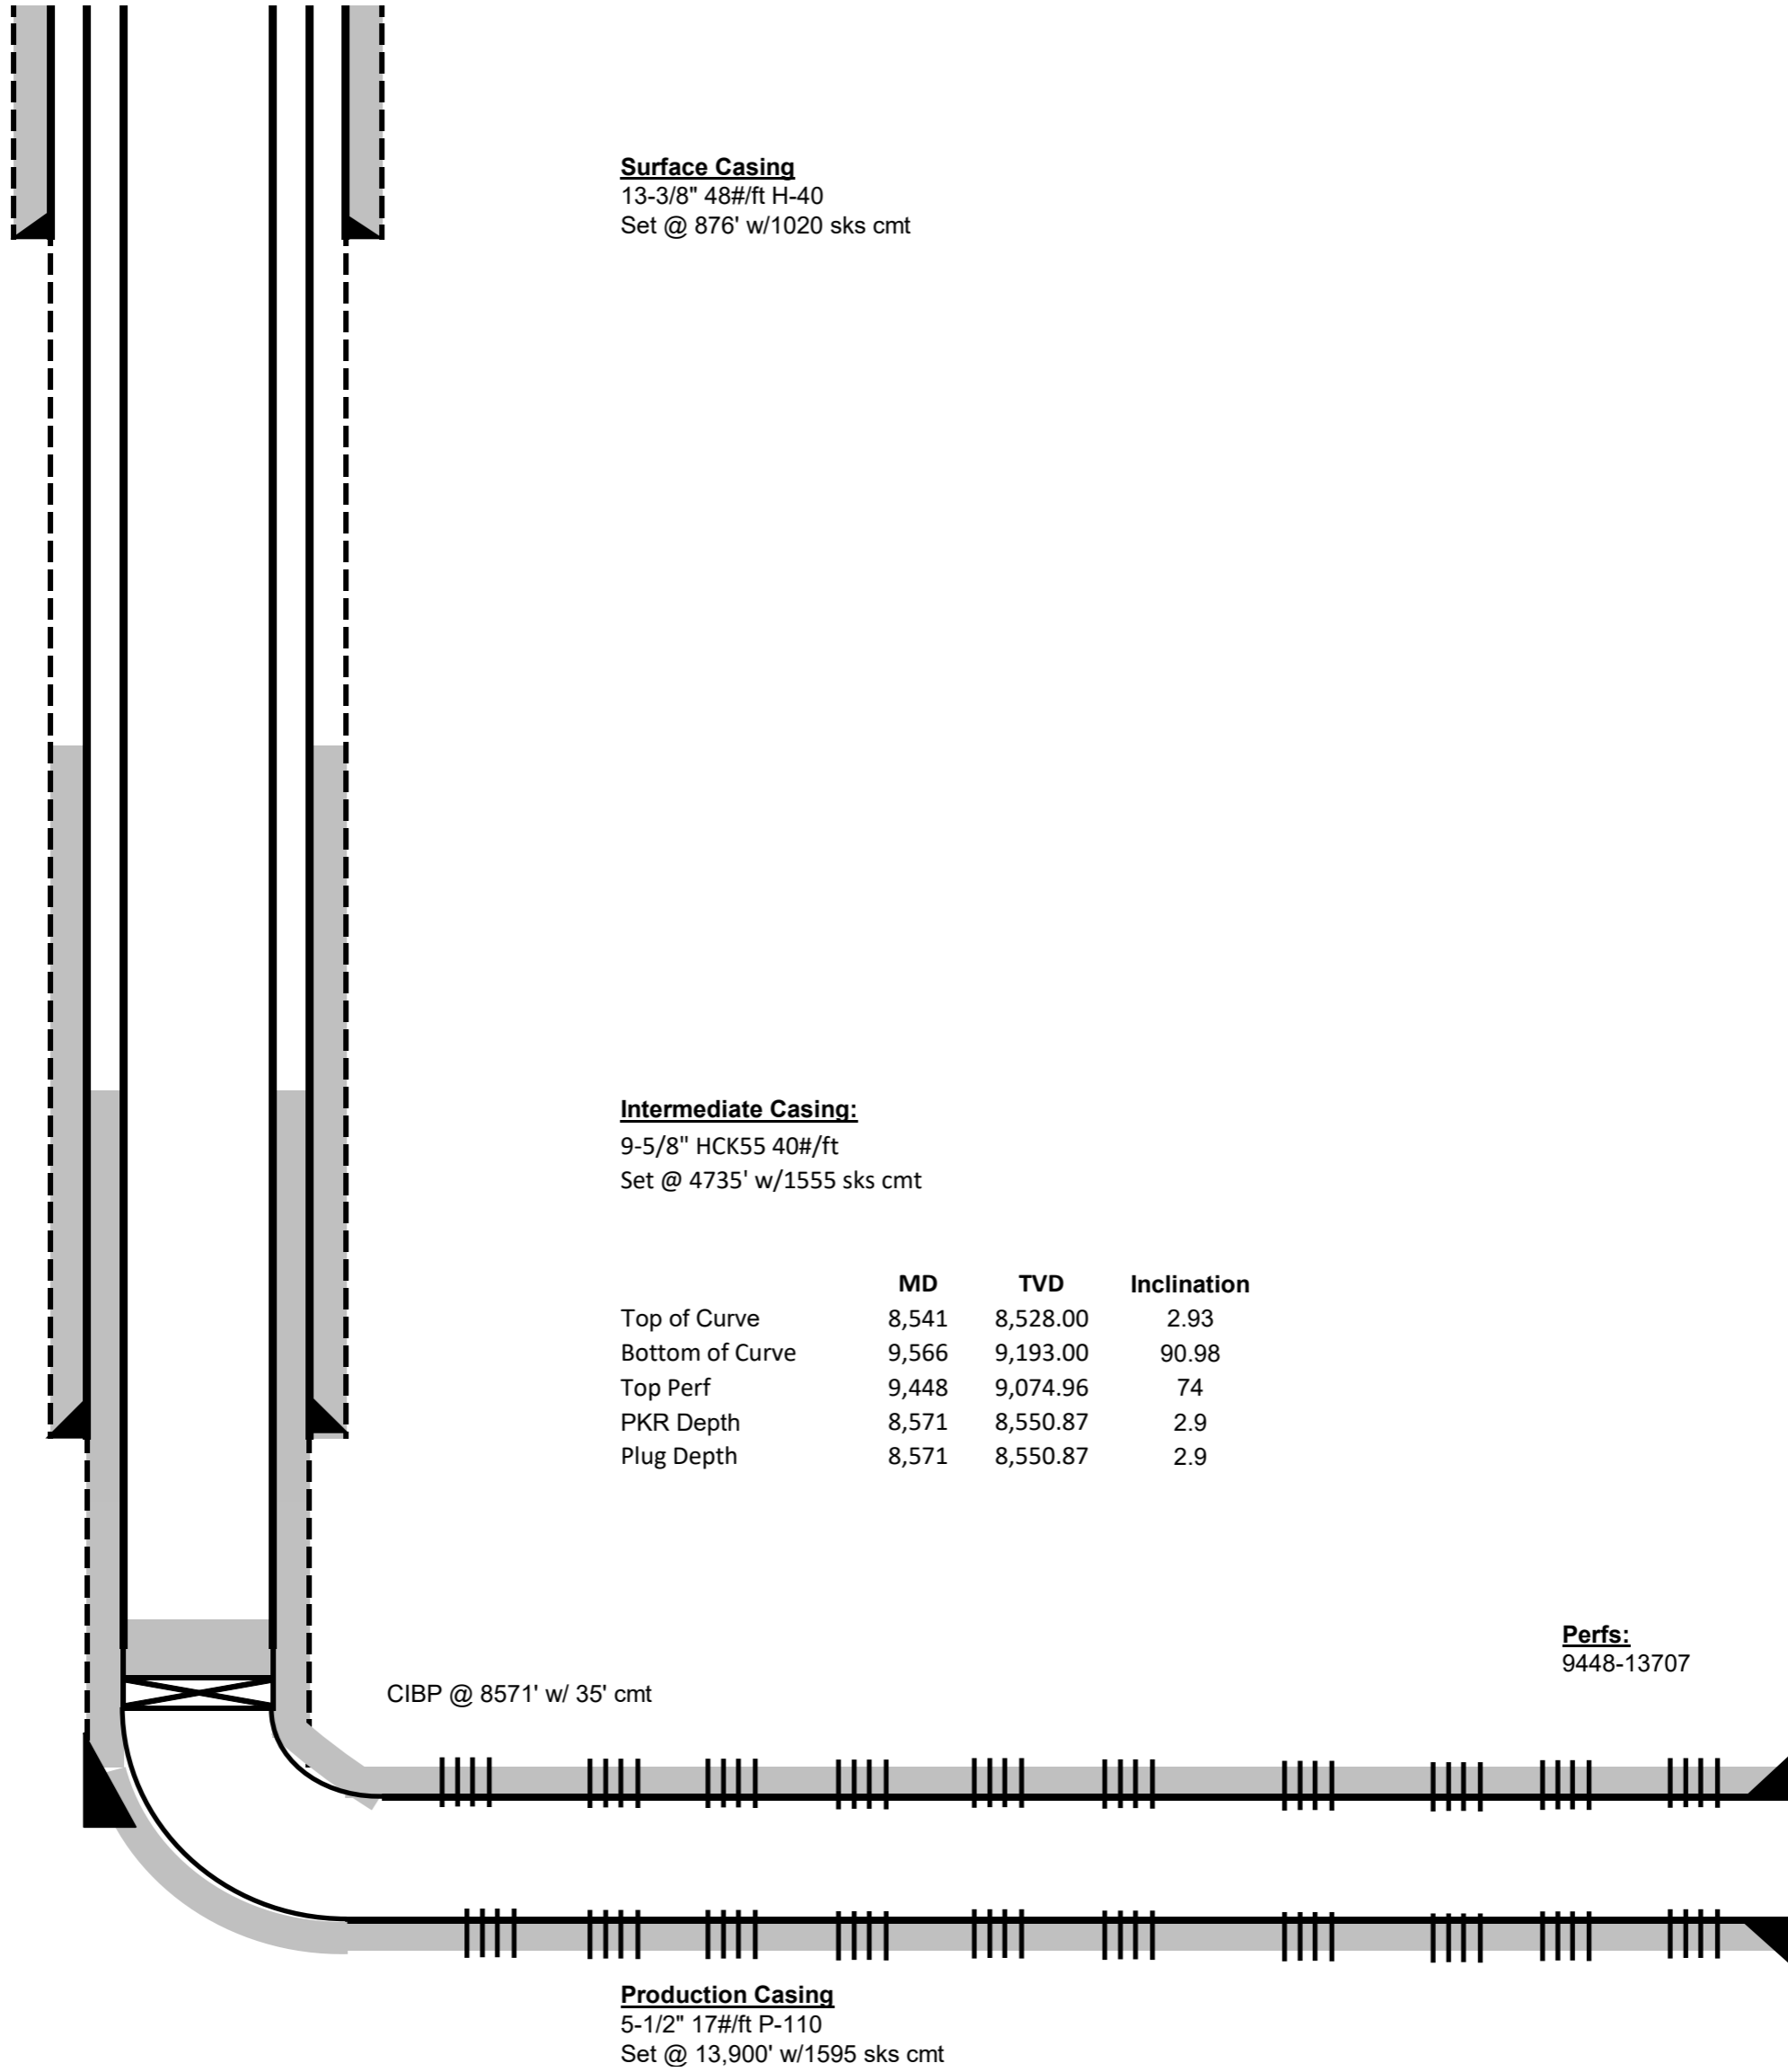 Surface Casing
13-3/8" 48#/ft H-40
Set @ 876' w/1020 sks cmt
Intermediate Casing:
9-5/8" HCK55 40#/ft
Set @ 4735' w/1555 sks cmt
MD TVD Inclination
Top of Curve 8,541 8,528.00 2.93
Bottom of Curve 9,566 9,193.00 90.98
Top Perf 9,448 9,074.96 74
PKR Depth 8,571 8,550.87 2.9
Plug Depth 8,571 8,550.87 2.9
Perfs:
9448-13707
CIBP @ 8571' w/ 35' cmt
Production Casing
5-1/2" 17#/ft P-110
Set @ 13,900' w/1595 sks cmt